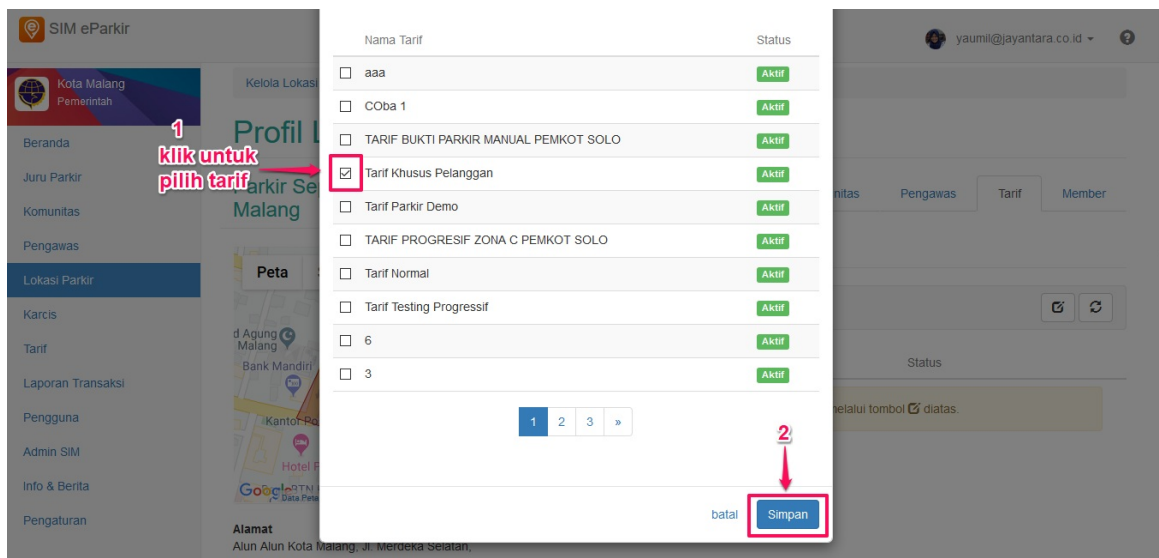 SIM eParkir
yaumil@jayantara.co.id
Kota Malang
Pemerintah
Beranda
Juru Parkir
Komunitas
Pengawas
Lokasi Parkir
Karcis
Tarif
Laporan Transaksi
Pengguna
Admin SIM
Info & Berita
Pengaturan
Kelola Lokasi
Profil L
Parkir Se
Malang
Peta
d Agung
Malang
Bank Mandiri
Kantor Po
Hotel
Google
Data Peta
Alamat
Alun Alun Kota Malang, Jl. Merdeka Selatan,
1
klik untuk
pilih tarif
Nama Tarif Status
aaa Aktif
COba 1 Aktif
TARIF BUKTI PARKIR MANUAL PEMKOT SOLO Aktif
Tarif Khusus Pelanggan Aktif
Tarif Parkir Demo Aktif
TARIF PROGRESIF ZONA C PEMKOT SOLO Aktif
Tarif Normal Aktif
Tarif Testing Progressif Aktif
6 Aktif
3 Aktif
1 2 3 »
2
batal Simpan
nitas Pengawas Tarif Member
Status
melalui tombol diatas.